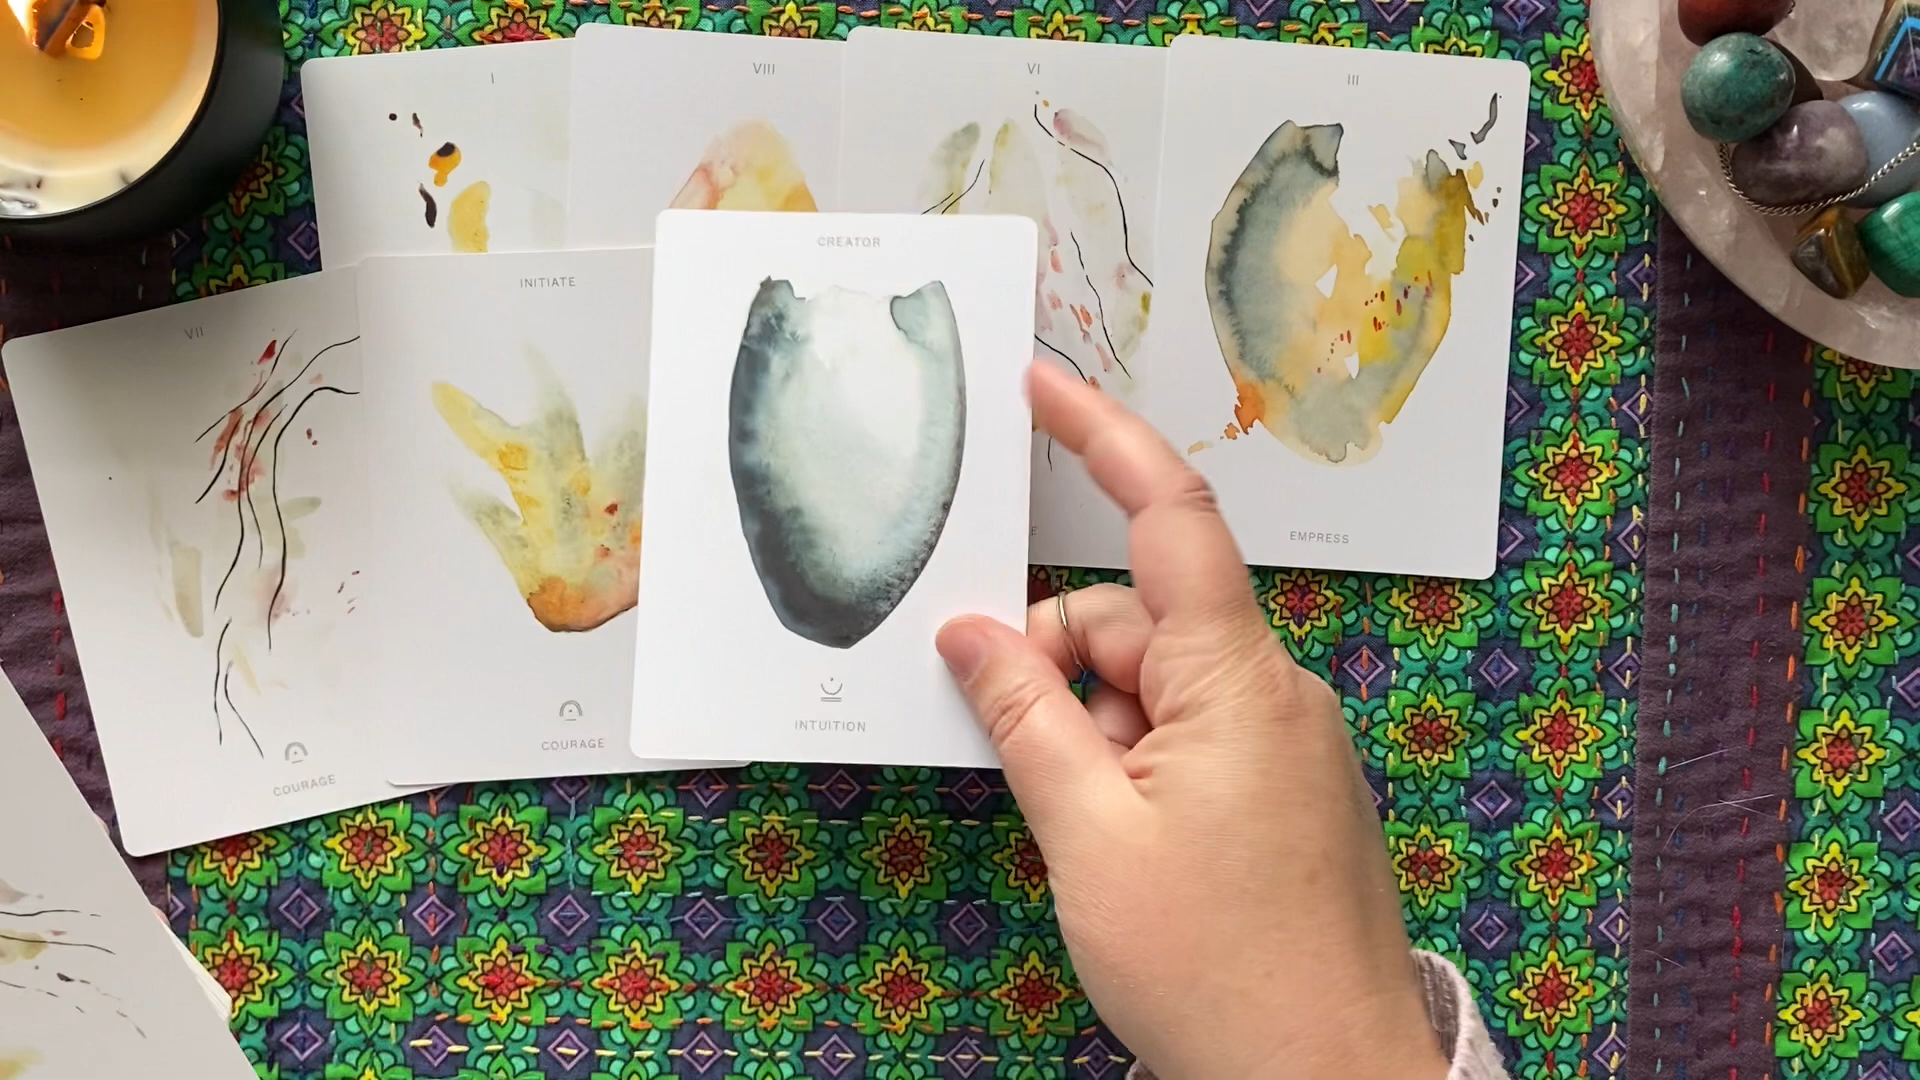 I
VIII
VI
III
EMPRESS
VII
COURAGE
INITIATE
COURAGE
CREATOR
INTUITION